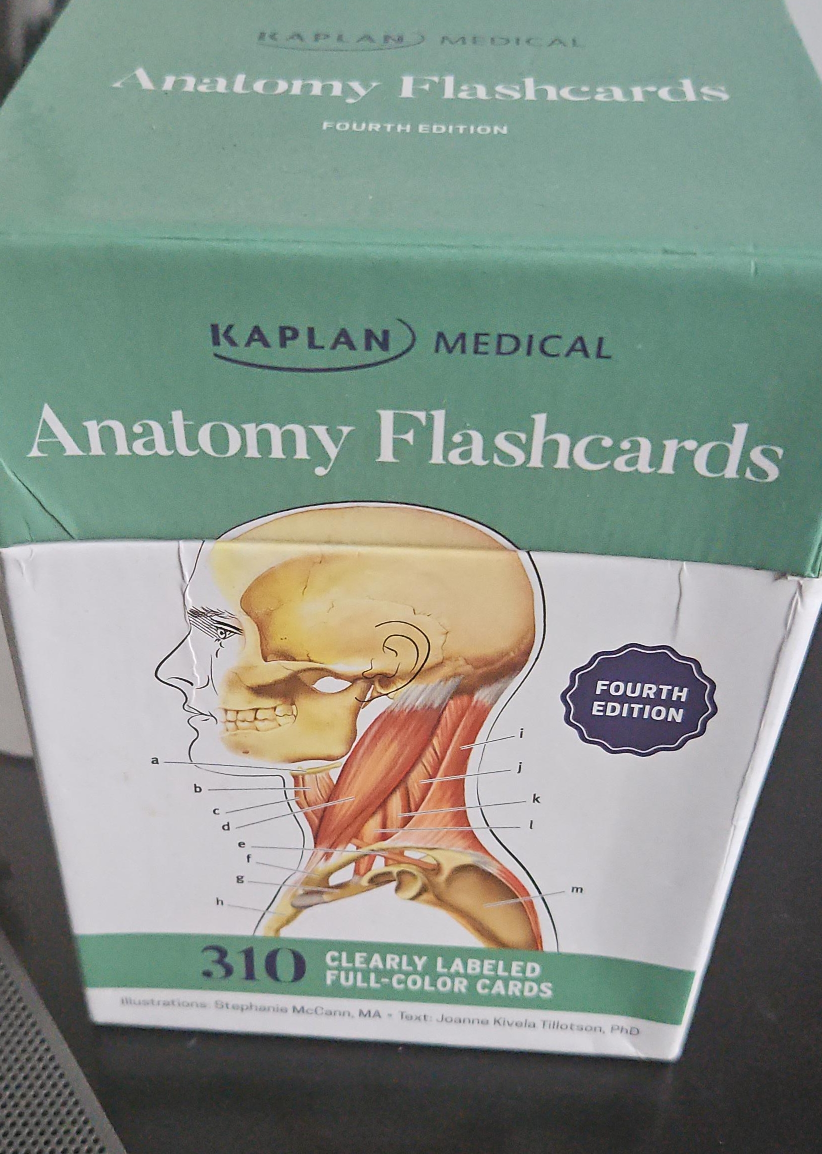 KAPLAN MEDICAL
Anatomy Flashcards
FOURTH EDITION
KAPLAN MEDICAL
Anatomy Flashcards
FOURTH
EDITION
a
b
c
d
e
f
g
h
i
j
k
l
m
310 CLEARLY LABELED
FULL-COLOR CARDS
Illustrations: Stephanie McCann, MA • Text: Joanne Kivela Tillotson, PhD